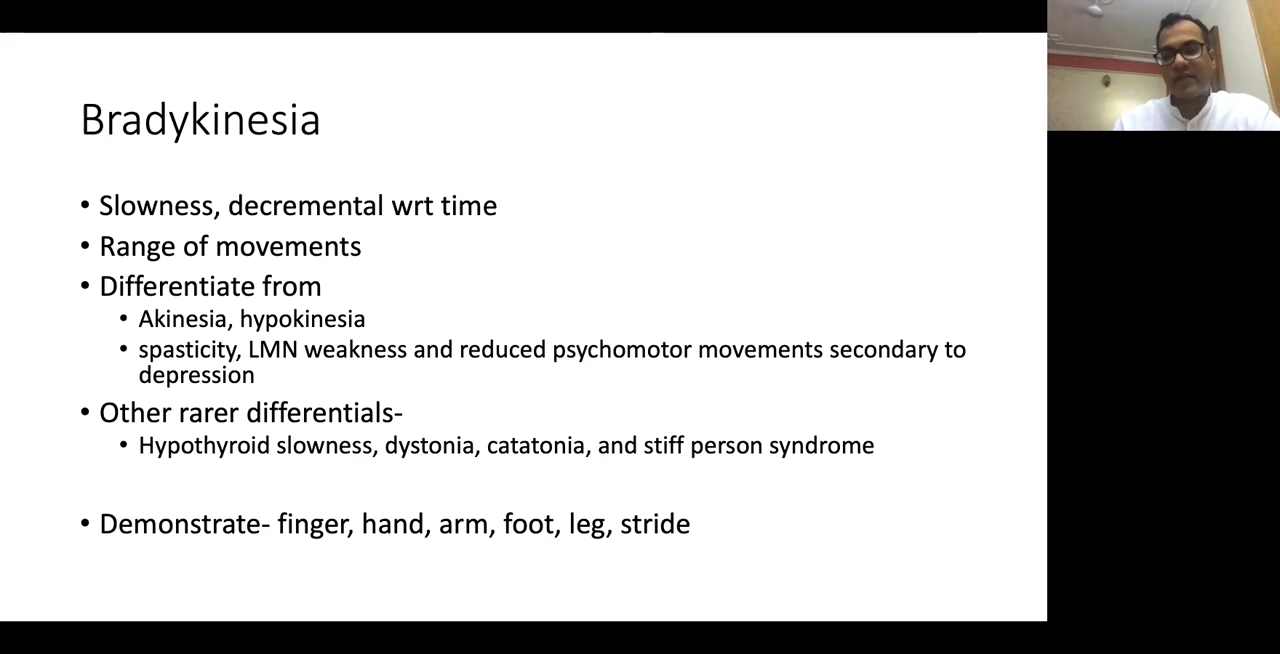 Bradykinesia
• Slowness, decremental wrt time
• Range of movements
• Differentiate from
• Akinesia, hypokinesia
• spasticity, LMN weakness and reduced psychomotor movements secondary to
depression
• Other rarer differentials-
• Hypothyroid slowness, dystonia, catatonia, and stiff person syndrome
• Demonstrate- finger, hand, arm, foot, leg, stride